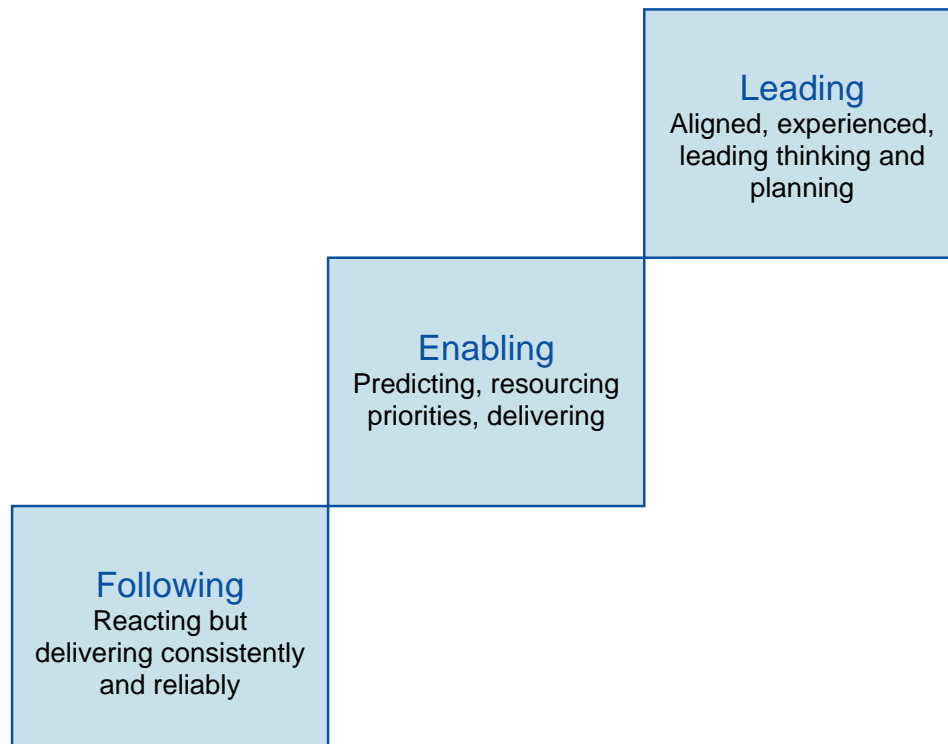 Leading
Aligned, experienced,
leading thinking and
planning
Enabling
Predicting, resourcing
priorities, delivering
Following
Reacting but
delivering consistently
and reliably